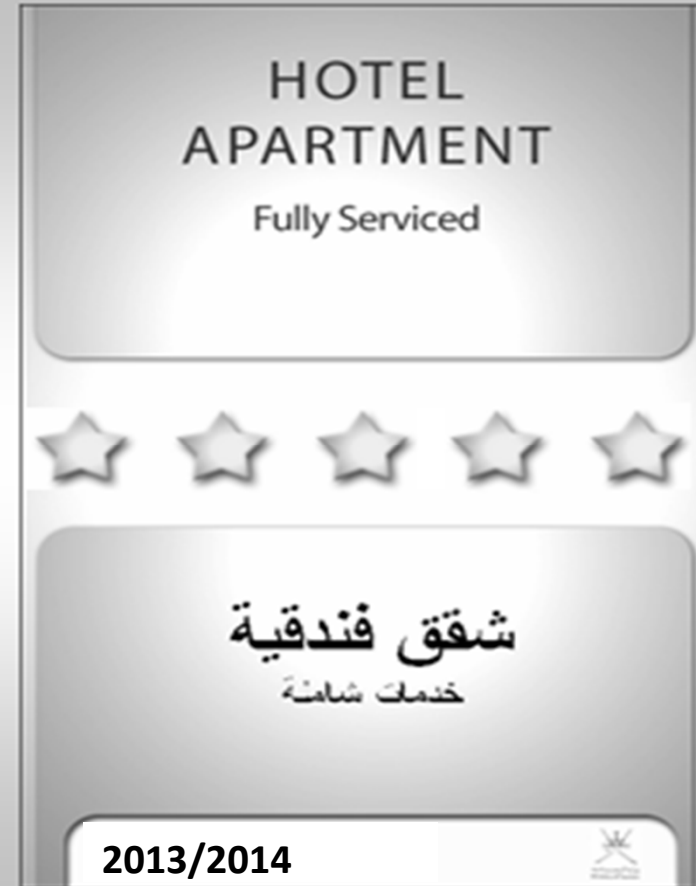 HOTEL
APARTMENT
Fully Serviced
شقق فندقية
خدمات شاملة
2013/2014